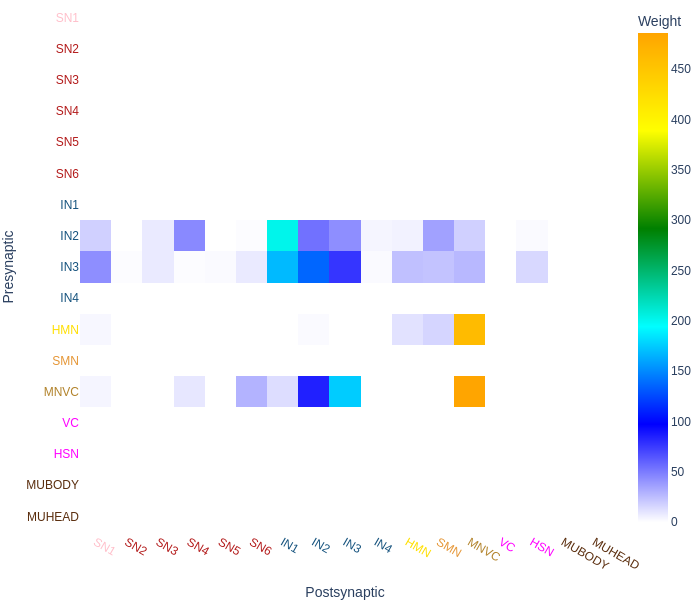 Weight
SN1
SN2
SN3
SN4
SN5
SN6
IN1
IN2
IN3
IN4
HMN
SMN
MNVC
VC
HSN
MUBODY
MUHEAD
Presynaptic
450
400
350
300
250
200
150
100
50
0
SN1
SN2
SN3
SN4
SN5
SN6
IN1
IN2
IN3
IN4
HMN
SMN
MNVC
VC
HSN
MUBODY
MUHEAD
Postsynaptic